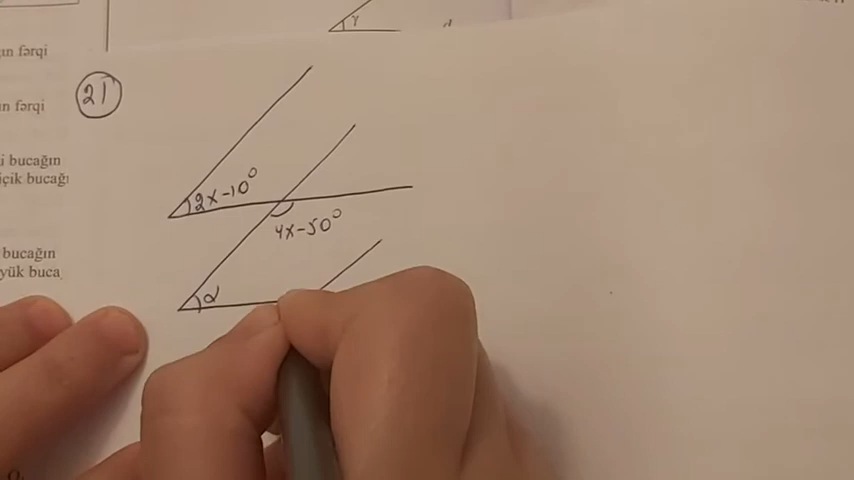 ın fərqi
ın fərqi
i bucağın
içik bucağı
bucağın
yük buca
γ
d
21
2x-10°
4x-50°
α